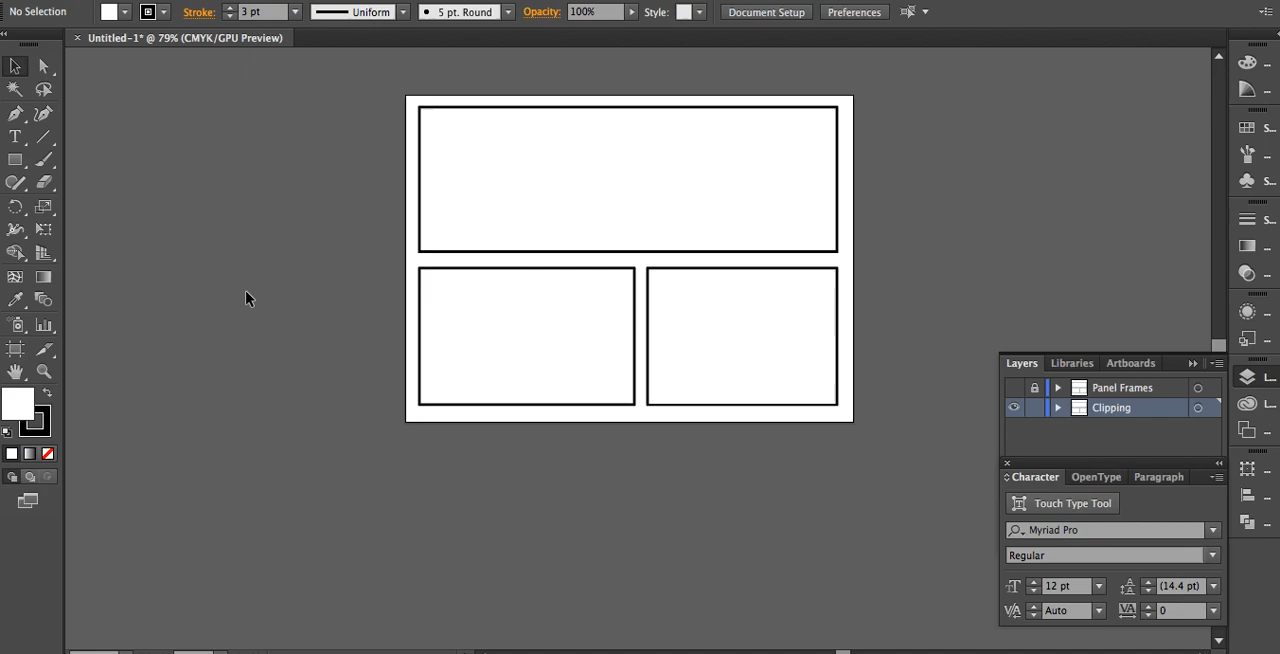 No Selection
Stroke: 3 pt Uniform 5 pt. Round Opacity: 100% Style: Document Setup Preferences
× Untitled-1* @ 79% (CMYK/GPU Preview)
T
S...
S...
S...
L...
L...
Layers Libraries Artboards
Panel Frames
Clipping
Character OpenType Paragraph
Touch Type Tool
Myriad Pro
Regular
12 pt (14.4 pt)
Auto VA 0